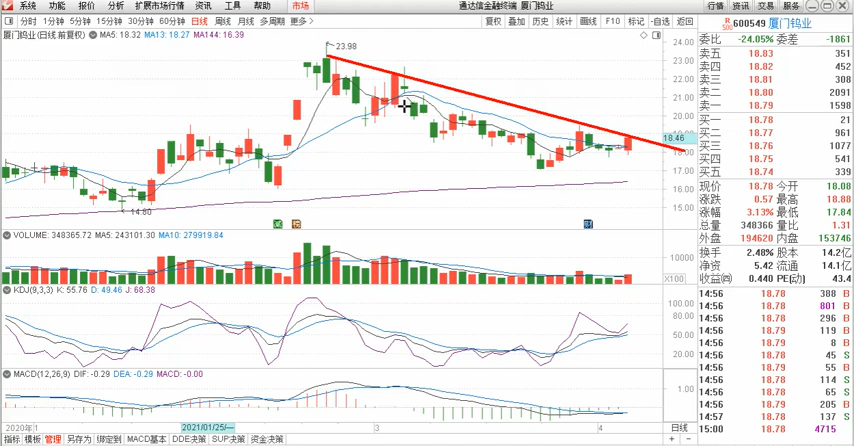 系统 功能 报价 分析 扩展市场行情 资讯 工具 帮助 市场 通达信金融终端 厦门钨业 行情 资讯 交易 服务
分时 1分钟 5分钟 15分钟 30分钟 60分钟 日线 周线 月线 多周期 更多> 复权 叠加 历史 统计 画线 F10 标记 -自选 返回
R 500 600549 厦门钨业
厦门钨业(日线.前复权) MA5: 18.32 MA13: 18.27 MA144: 16.39
委比 -24.05% 委差 -1861
卖五 18.83 351
卖四 18.82 452
卖三 18.81 308
卖二 18.80 2091
卖一 18.79 1598
买一 18.78 21
买二 18.77 961
买三 18.76 1077
买四 18.75 541
买五 18.74 740
现价 18.78 今开 18.08
涨跌 0.57 最高 18.88
涨幅 3.13% 最低 17.84
总量 348366 量比 1.31
外盘 194620 内盘 153746
换手 2.48% 股本 14.2亿
净资 5.42 流通 14.1亿
收益(四) 0.440 PE(动) 43.4
14:56 18.78 388 B
14:56 18.78 801 B
14:56 18.78 296 B
14:56 18.78 119 B
14:56 18.78 8 B
14:56 18.78 45 S
14:56 18.78 55 B
14:56 18.78 114 S
14:56 18.78 65 S
14:56 18.78 205 B
14:57 18.78 137 S
15:00 18.78 4715
23.98
14.80
24.00
23.00
22.00
21.00
20.00
19.00
18.46
18.00
17.00
16.00
15.00
减 预 财
VOLUME: 348365.72 MA5: 243101.30 MA10: 279919.84
10000
X100
KDJ(9,3,3) K: 55.76 D: 49.46 J: 68.38
100.00
80.00
50.00
20.00
MACD(12,26,9) DIF: -0.29 DEA: -0.29 MACD: -0.00
1.00
2020年 1 2021/01/25/一 3 4 日线
指标 模板 管理 另存为 绑定到 MACD基本 DDE决策 SUP决策 资金决策 + -